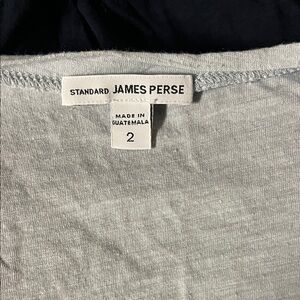 STANDARD JAMES PERSE
MADE IN
GUATEMALA
2